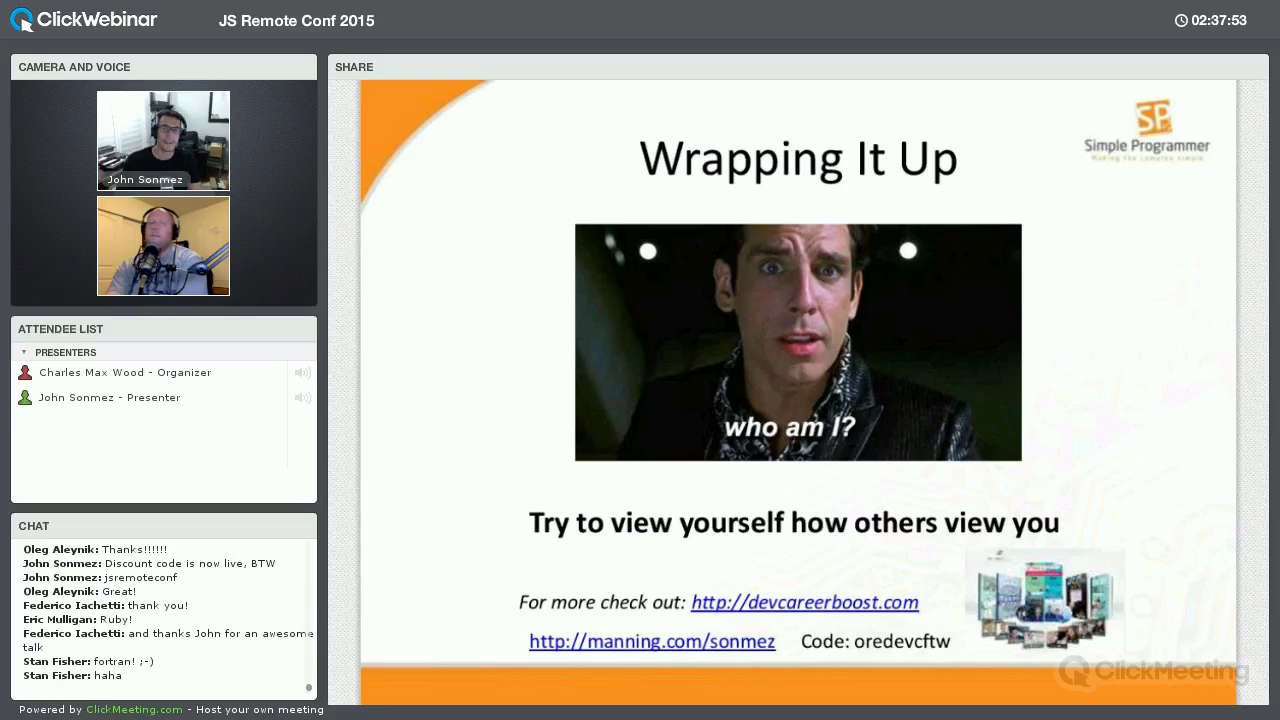 ClickWebinar
JS Remote Conf 2015
02:37:53
CAMERA AND VOICE
John Sonmez
ATTENDEE LIST
PRESENTERS
Charles Max Wood - Organizer
John Sonmez - Presenter
CHAT
Oleg Aleynik: Thanks!!!!!!
John Sonmez: Discount code is now live, BTW
John Sonmez: jsremoteconf
Oleg Aleynik: Great!
Federico Iachetti: thank you!
Eric Mulligan: Ruby!
Federico Iachetti: and thanks John for an awesome
talk
Stan Fisher: fortran! ;-)
Stan Fisher: haha
Powered by ClickMeeting.com - Host your own meeting
SHARE
SP
Simple Programmer
Making the complex simple
Wrapping It Up
who am I?
Try to view yourself how others view you
For more check out: http://devcareerboost.com
http://manning.com/sonmez Code: oredevcftw
ClickMeeting